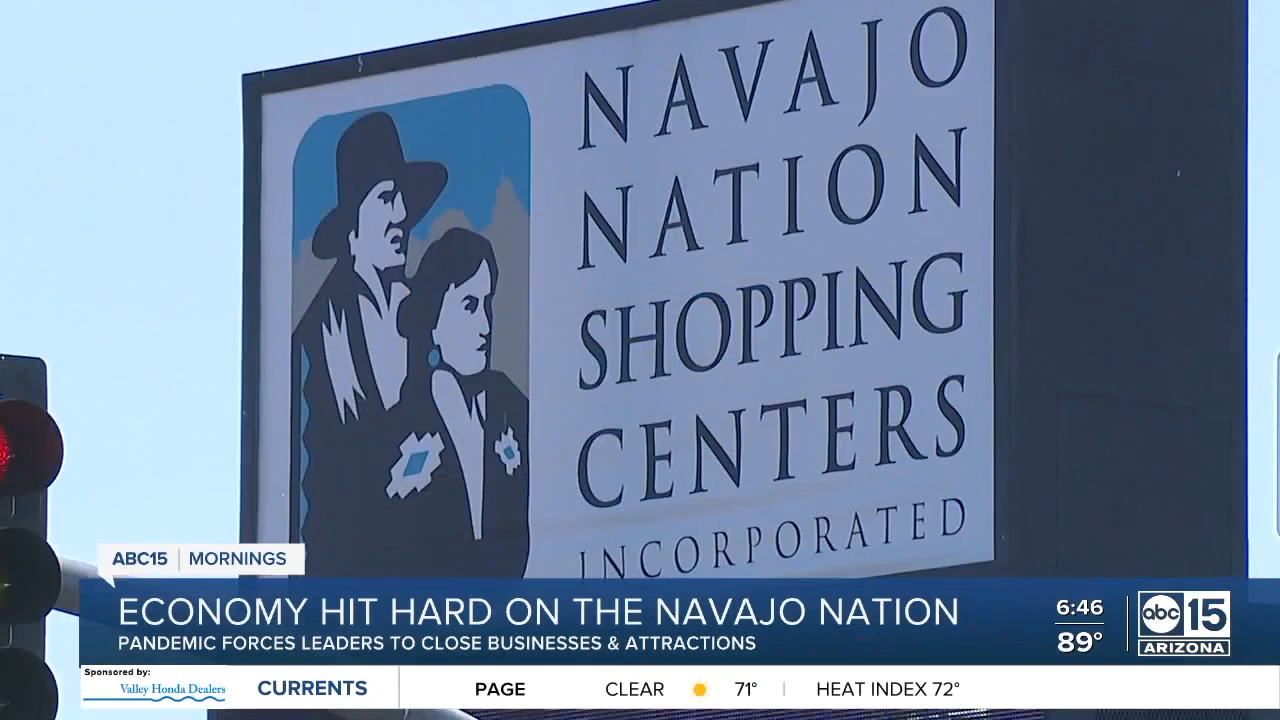 NAVAJO
NATION
SHOPPING
CENTERS
INCORPORATED
ABC15 MORNINGS
ECONOMY HIT HARD ON THE NAVAJO NATION
PANDEMIC FORCES LEADERS TO CLOSE BUSINESSES & ATTRACTIONS
6:46
89°
abc 15
ARIZONA
Sponsored by:
Valley Honda Dealers
CURRENTS
PAGE CLEAR 71° HEAT INDEX 72°